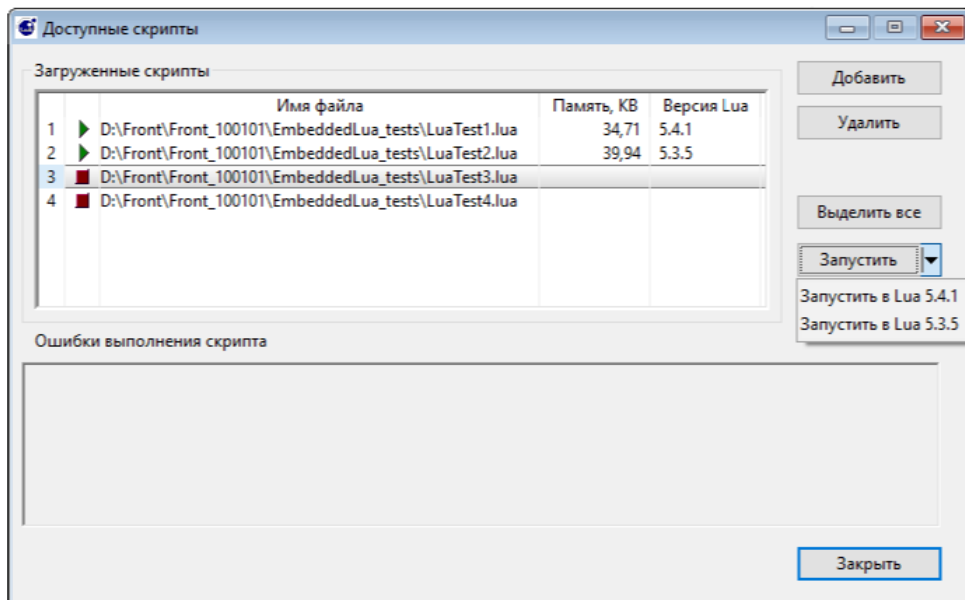 Доступные скрипты
Загруженные скрипты
Имя файла Память, KB Версия Lua
1 D:\Front\Front_100101\EmbeddedLua_tests\LuaTest1.lua 34,71 5.4.1
2 D:\Front\Front_100101\EmbeddedLua_tests\LuaTest2.lua 39,94 5.3.5
3 D:\Front\Front_100101\EmbeddedLua_tests\LuaTest3.lua
4 D:\Front\Front_100101\EmbeddedLua_tests\LuaTest4.lua
Добавить
Удалить
Выделить все
Запустить
Запустить в Lua 5.4.1
Запустить в Lua 5.3.5
Ошибки выполнения скрипта
Закрыть